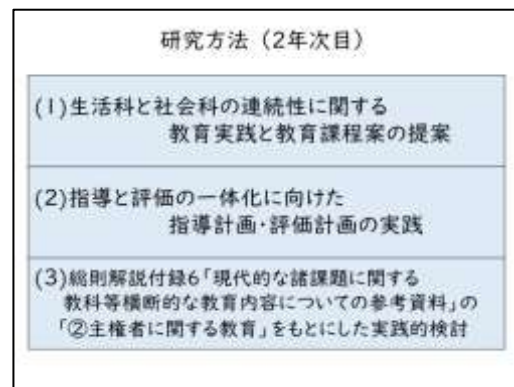 研究方法（2年次目）
(1)生活科と社会科の連続性に関する
教育実践と教育課程案の提案
(2)指導と評価の一体化に向けた
指導計画・評価計画の実践
(3)総則解説付録6「現代的な諸課題に関する
教科等横断的な教育内容についての参考資料」の
「②主権者に関する教育」をもとにした実践的検討